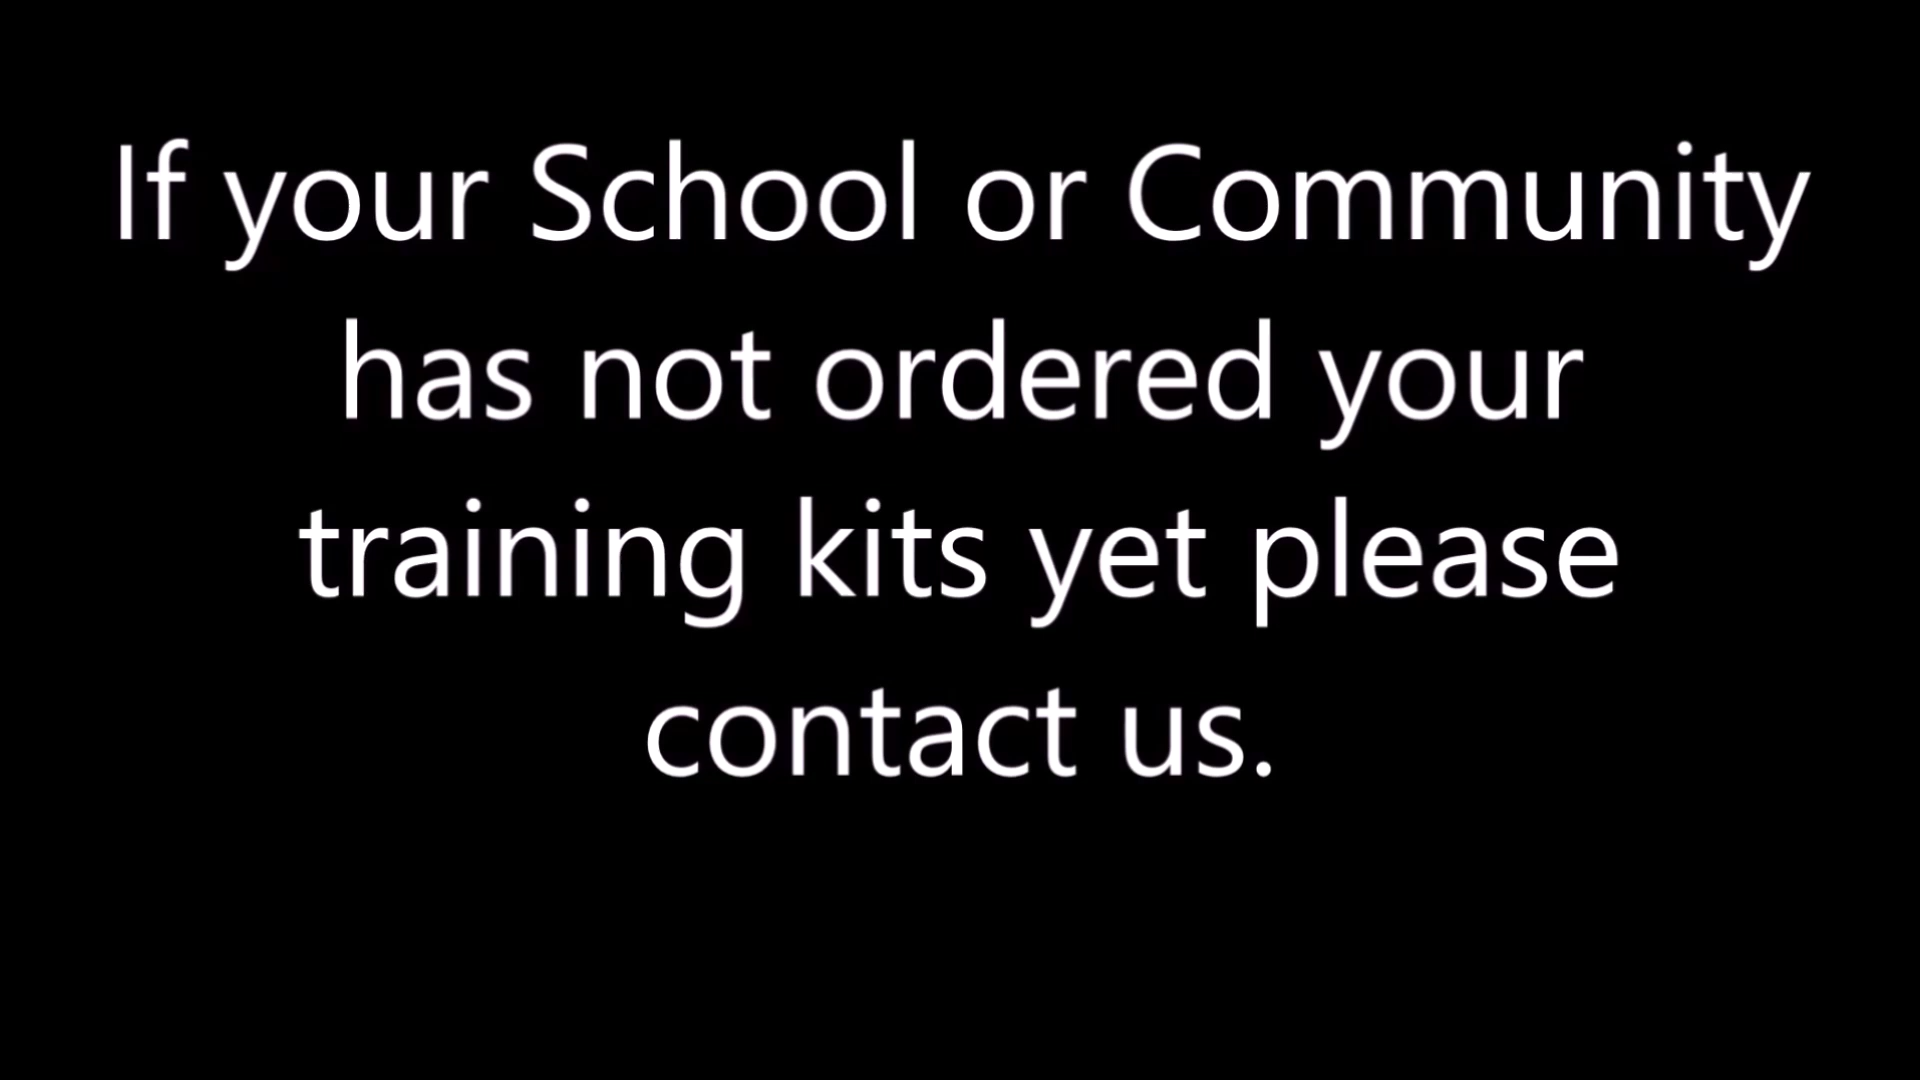 If your School or Community
has not ordered your
training kits yet please
contact us.